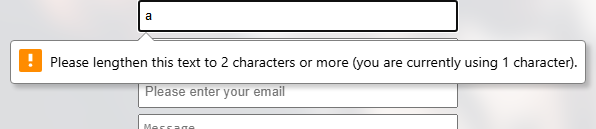 a
Please lengthen this text to 2 characters or more (you are currently using 1 character).
Please enter your email
Message